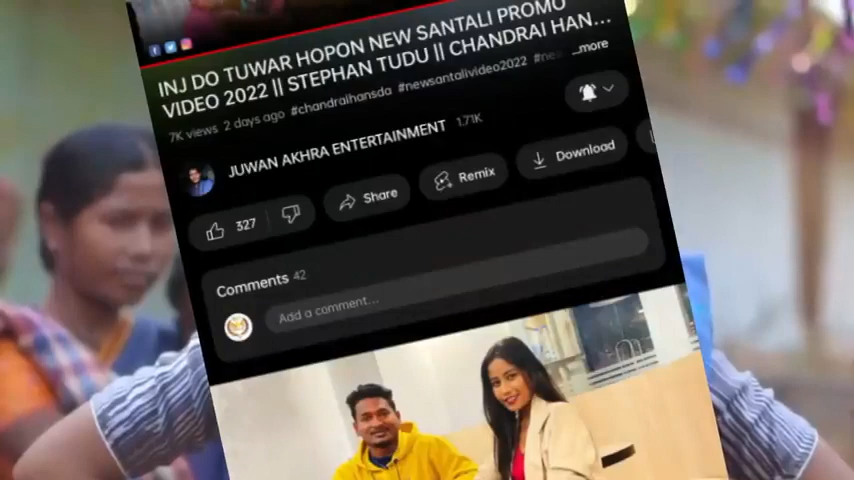 INJ DO TUWAR HOPON NEW SANTALI PROMO
VIDEO 2022 || STEPHAN TUDU || CHANDRAI HAN...
7K views 2 days ago #chandraihansda #newsantalivideo2022 #ne ...more
JUWAN AKHRA ENTERTAINMENT 1.71K
327 Share Remix Download
Comments 42
Add a comment...